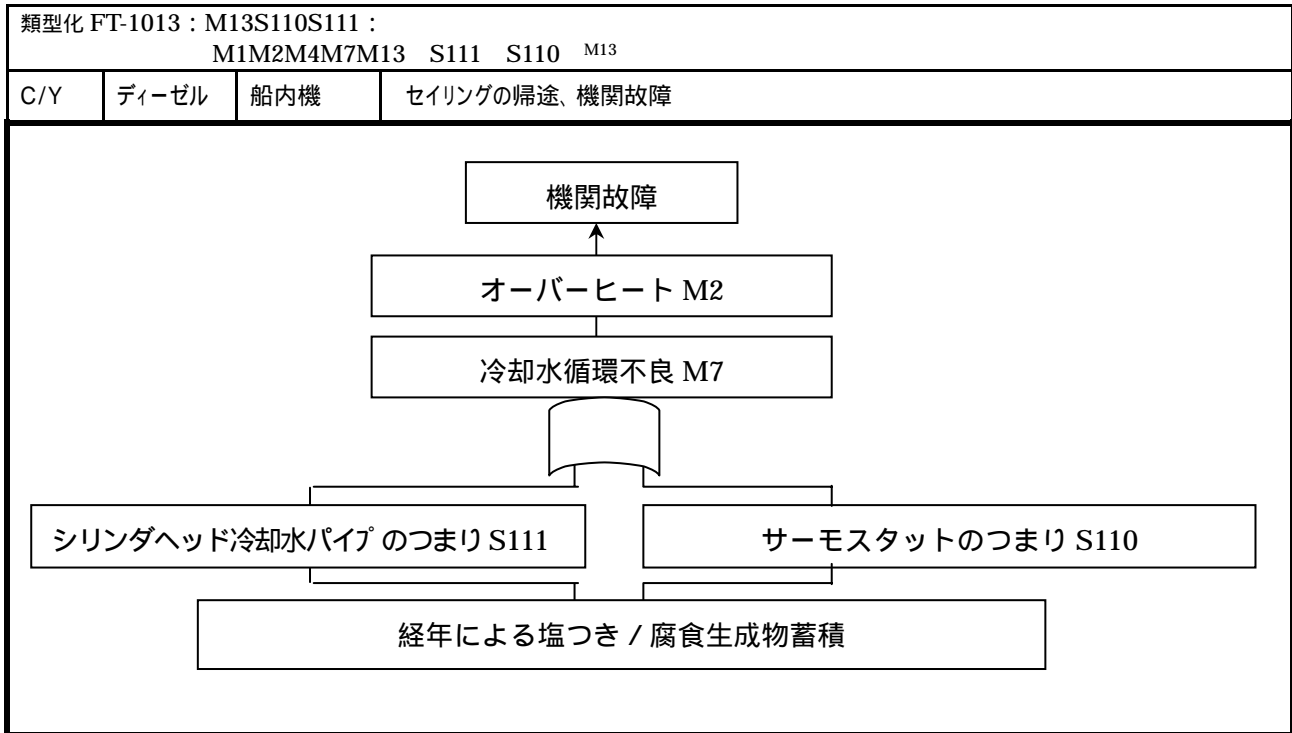 類型化 FT-1013：M13S110S111：
M1M2M4M7M13 S111 S110 M13
C/Y ディーゼル 船内機 セイリングの帰途、機関故障
機関故障
オーバーヒート M2
冷却水循環不良 M7
シリンダヘッド冷却水パイプのつまり S111 サーモスタットのつまり S110
経年による塩つき / 腐食生成物蓄積